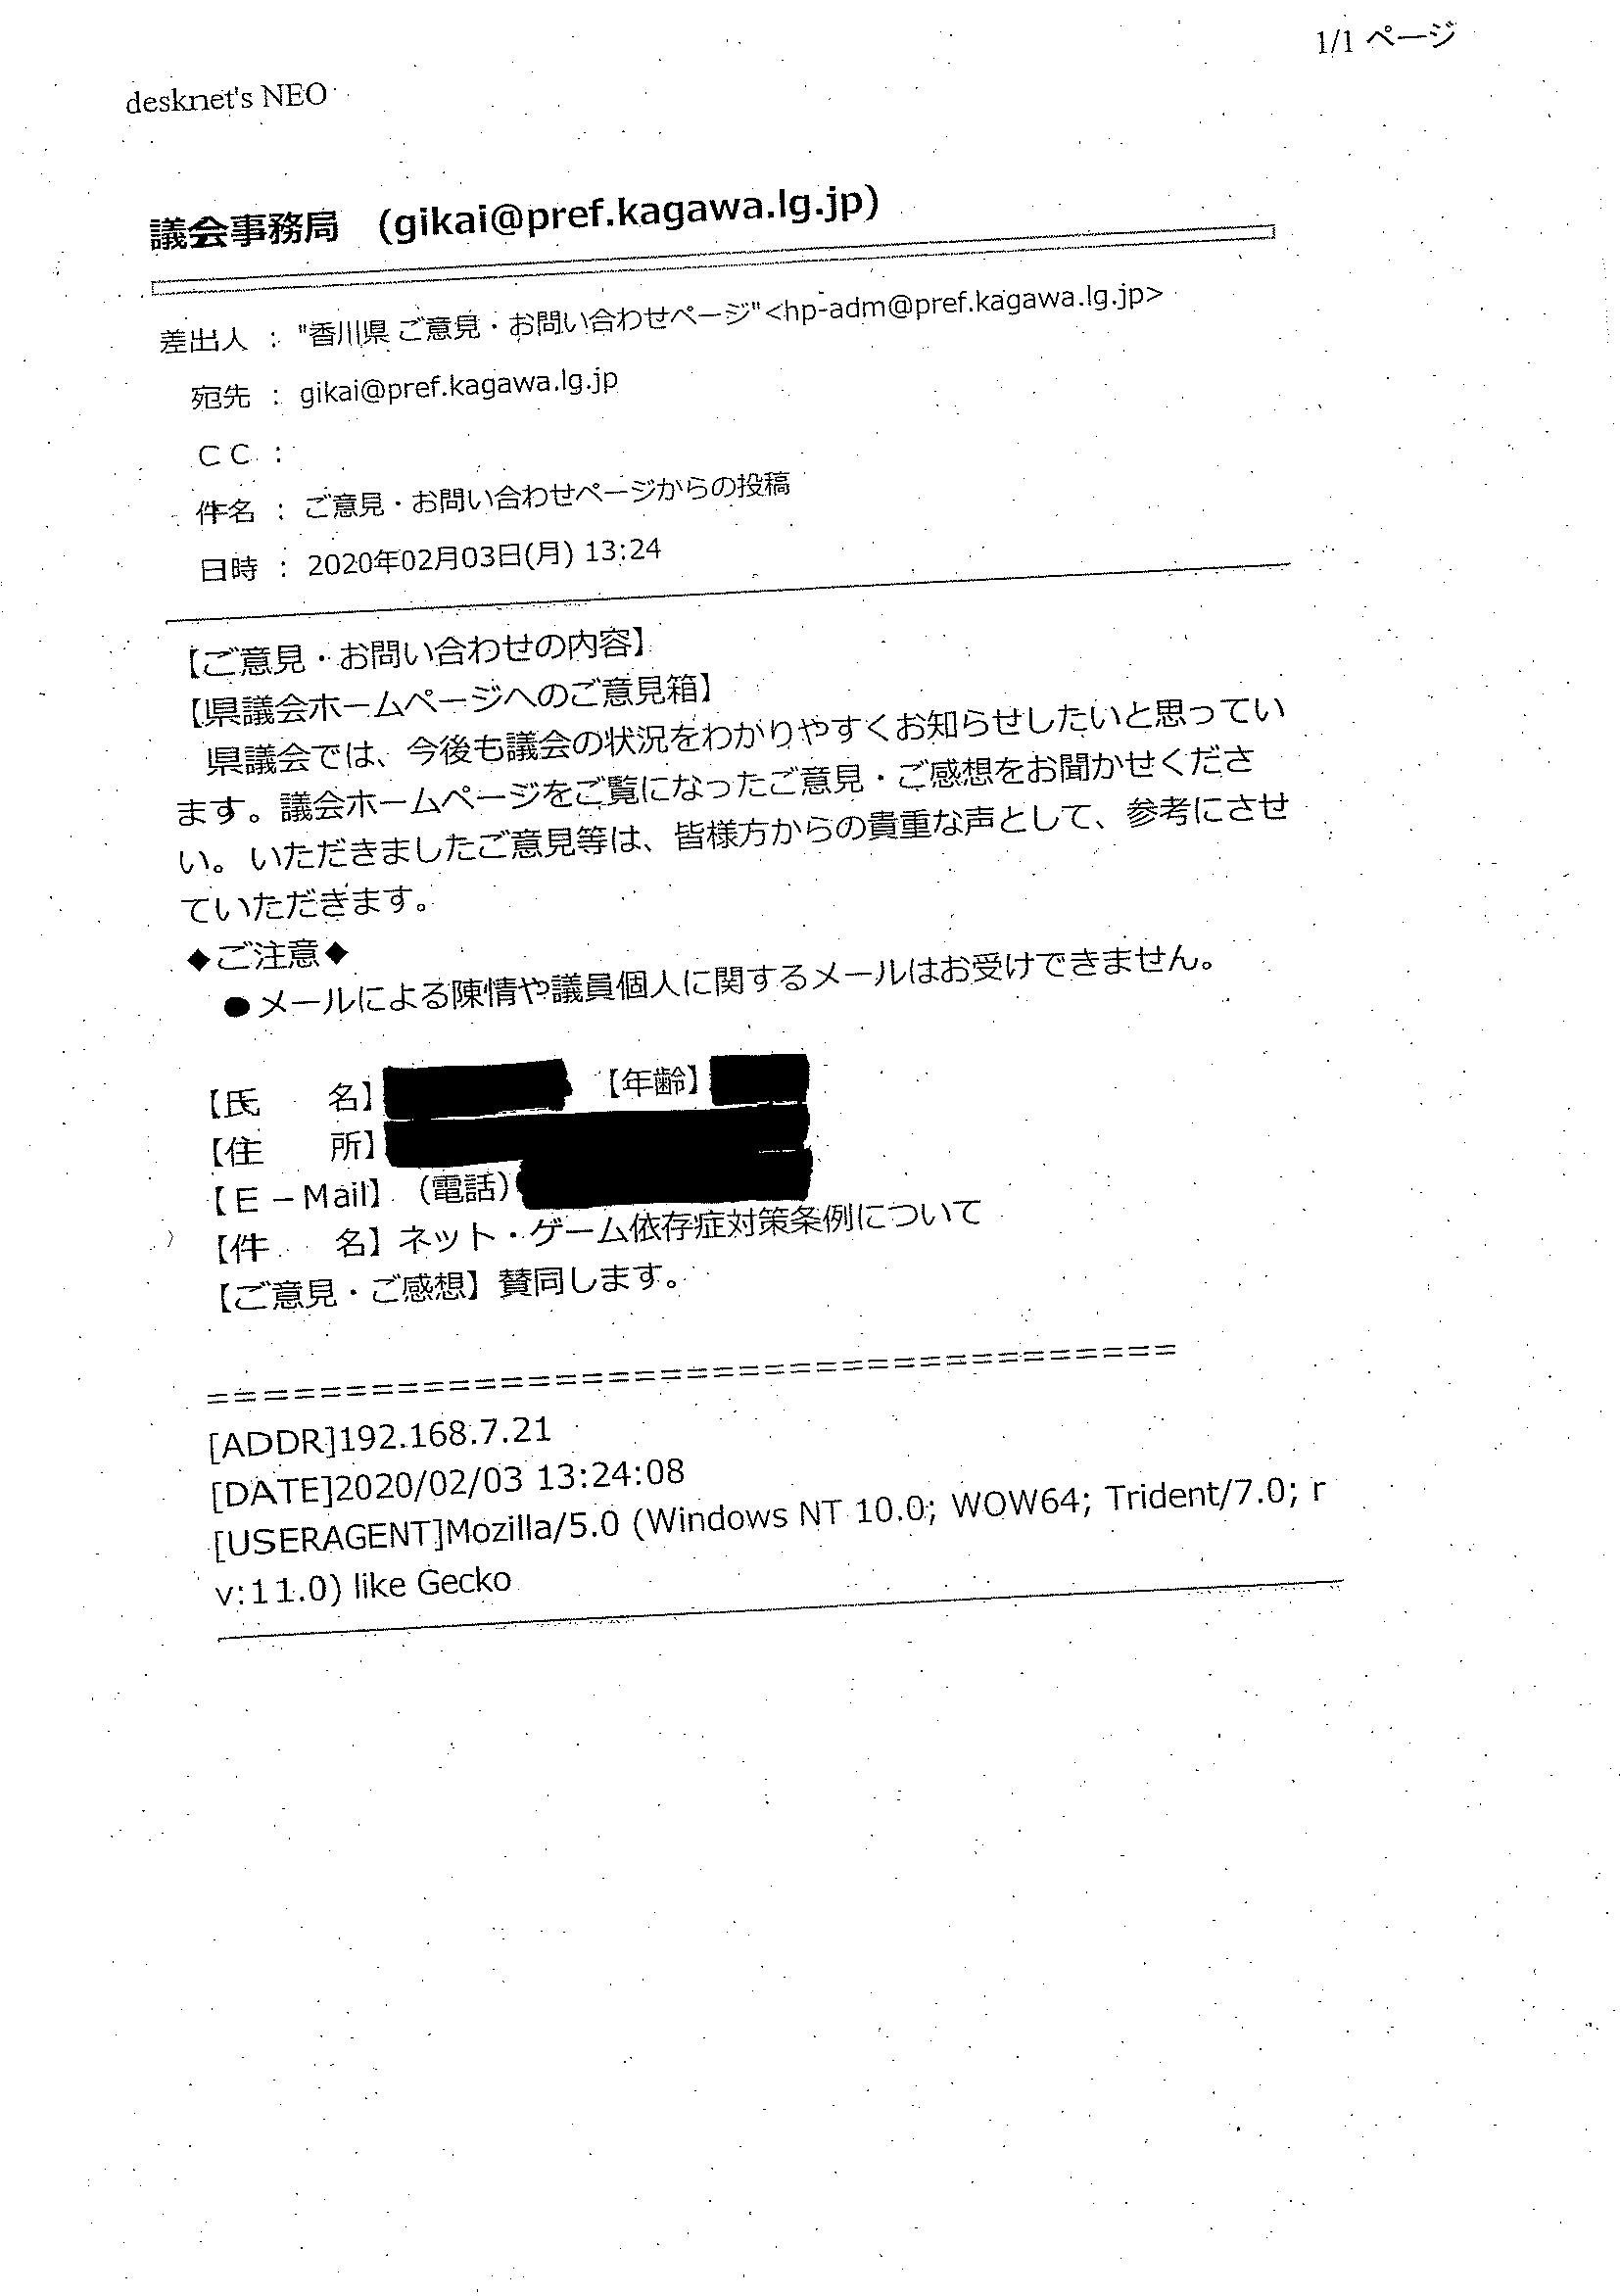 1/1 ページ
desknet's NEO
議会事務局 (gikai@pref.kagawa.lg.jp)
差出人 : "香川県 ご意見・お問い合わせページ"<hp-adm@pref.kagawa.lg.jp>
宛先 : gikai@pref.kagawa.lg.jp
ＣＣ :
件名 : ご意見・お問い合わせページからの投稿
日時 : 2020年02月03日(月) 13:24
【ご意見・お問い合わせの内容】
【県議会ホームページへのご意見箱】
　県議会では、今後も議会の状況をわかりやすくお知らせしたいと思ってい
ます。議会ホームページをご覧になったご意見・ご感想をお聞かせくださ
い。いただきましたご意見等は、皆様方からの貴重な声として、参考にさせ
ていただきます。
◆ご注意◆
　●メールによる陳情や議員個人に関するメールはお受けできません。
【氏　　名】　【年齢】
【住　　所】
【Ｅ－Mail】（電話）
【件　　名】ネット・ゲーム依存症対策条例について
【ご意見・ご感想】賛同します。
=====================================
[ADDR]192.168.7.21
[DATE]2020/02/03 13:24:08
[USERAGENT]Mozilla/5.0 (Windows NT 10.0; WOW64; Trident/7.0; r
v:11.0) like Gecko